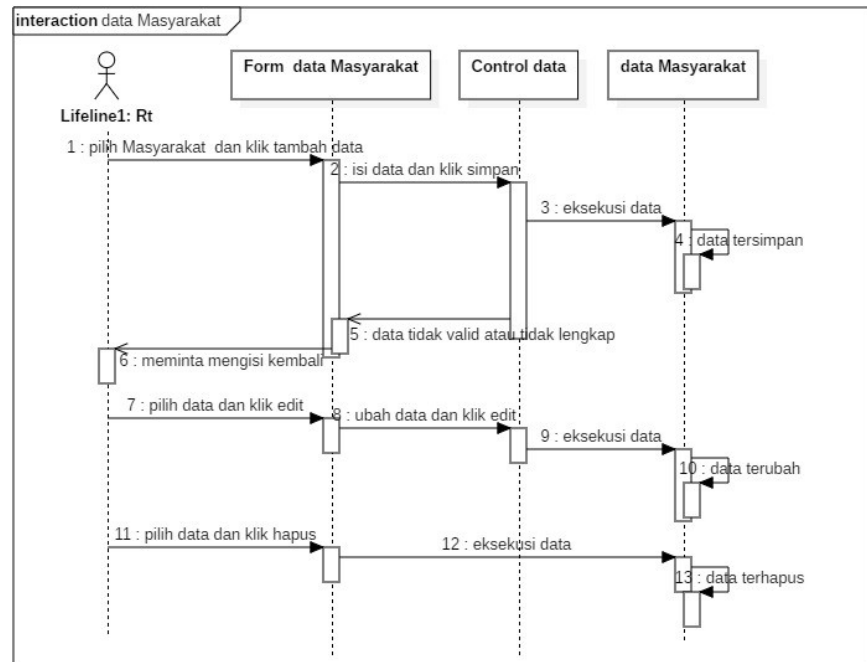 interaction data Masyarakat
Form data Masyarakat
Control data
data Masyarakat
Lifeline1: Rt
1 : pilih Masyarakat dan klik tambah data
2 : isi data dan klik simpan
3 : eksekusi data
4 : data tersimpan
5 : data tidak valid atau tidak lengkap
6 : meminta mengisi kembali
7 : pilih data dan klik edit
8 : ubah data dan klik edit
9 : eksekusi data
10 : data terubah
11 : pilih data dan klik hapus
12 : eksekusi data
13 : data terhapus